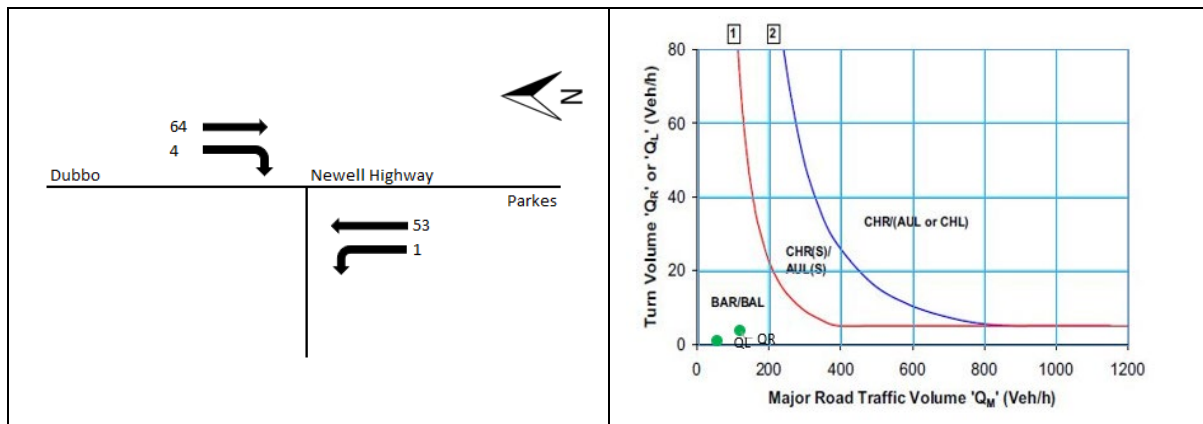 N
64
4
Dubbo
Newell Highway
Parkes
53
1
1
2
80
60
40
20
0
Turn Volume 'QR' or 'QL' (Veh/h)
CHR/(AUL or CHL)
CHR(S)/
AUL(S)
BAR/BAL
QL
QR
0
200
400
600
800
1000
1200
Major Road Traffic Volume 'QM' (Veh/h)